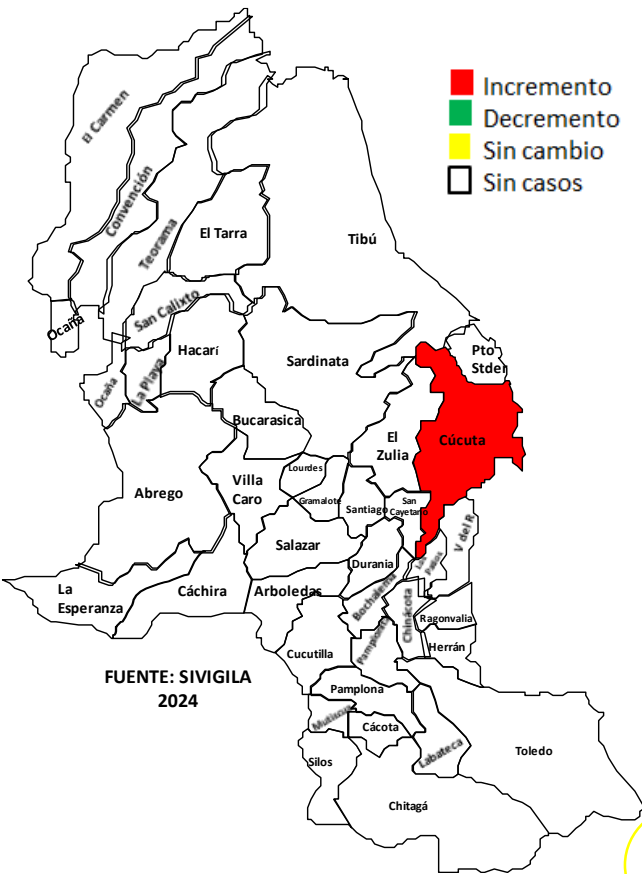 Incremento
Decremento
Sin cambio
Sin casos
El Carmen
Convención
Teorama
El Tarra
Tibú
San Calixto
Ocaña
Hacarí
Sardinata
Pto
Stder
Ocaña
La Playa
Bucarasica
El
Zulia
Cúcuta
Abrego
Villa
Caro
Lourdes
Gramalote
Santiago
San
Cayetano
V del R
Salazar
Durania
Los Patios
La
Esperanza
Cáchira
Arboledas
Bochalema
Chinácota
Ragonvalia
Cucutilla
Pamplonita
Herrán
FUENTE: SIVIGILA
2024
Pamplona
Mutiscua
Cácota
Labateca
Toledo
Silos
Chitagá